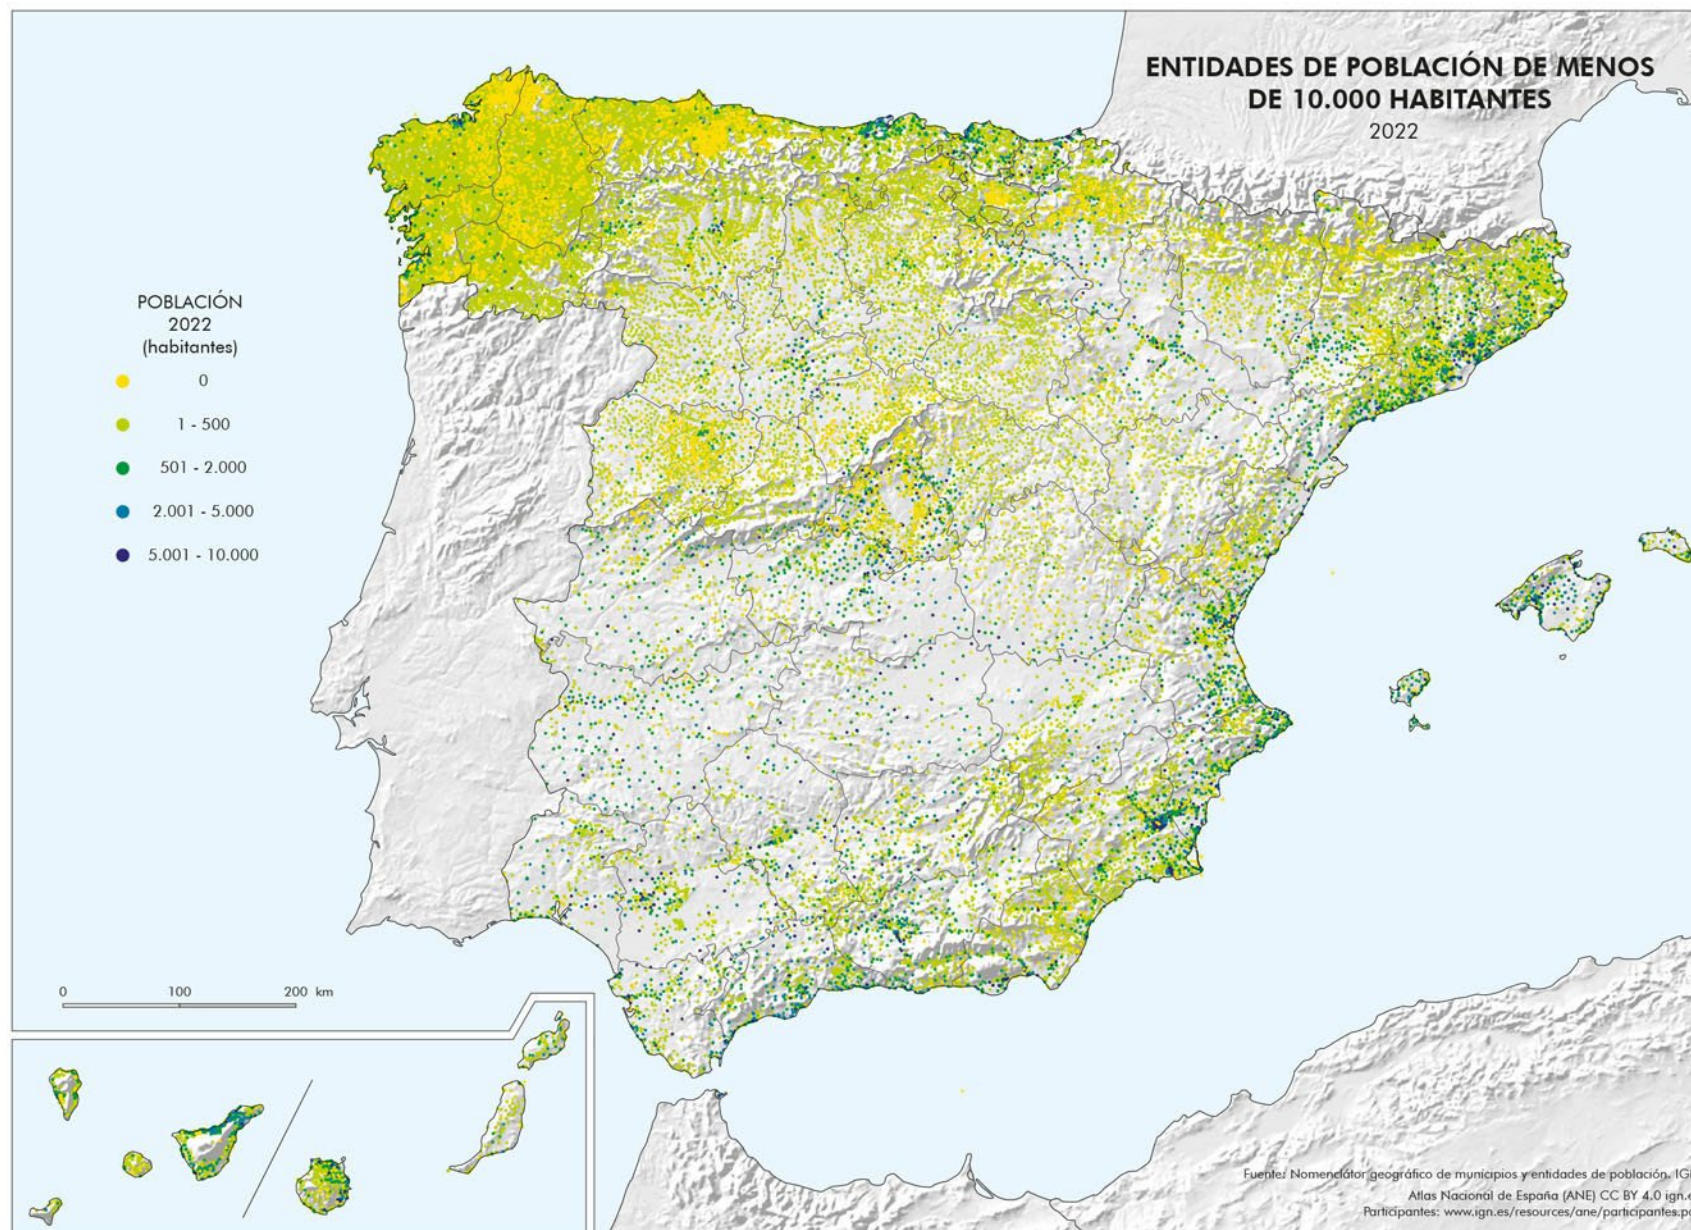 ENTIDADES DE POBLACIÓN DE MENOS
DE 10.000 HABITANTES
2022
POBLACIÓN
2022
(habitantes)
0
1 - 500
501 - 2.000
2.001 - 5.000
5.001 - 10.000
0 100 200 km
Fuente: Nomenclátor geográfico de municipios y entidades de población.
Atlas Nacional de España (ANE) CC BY 4.0
Participantes: